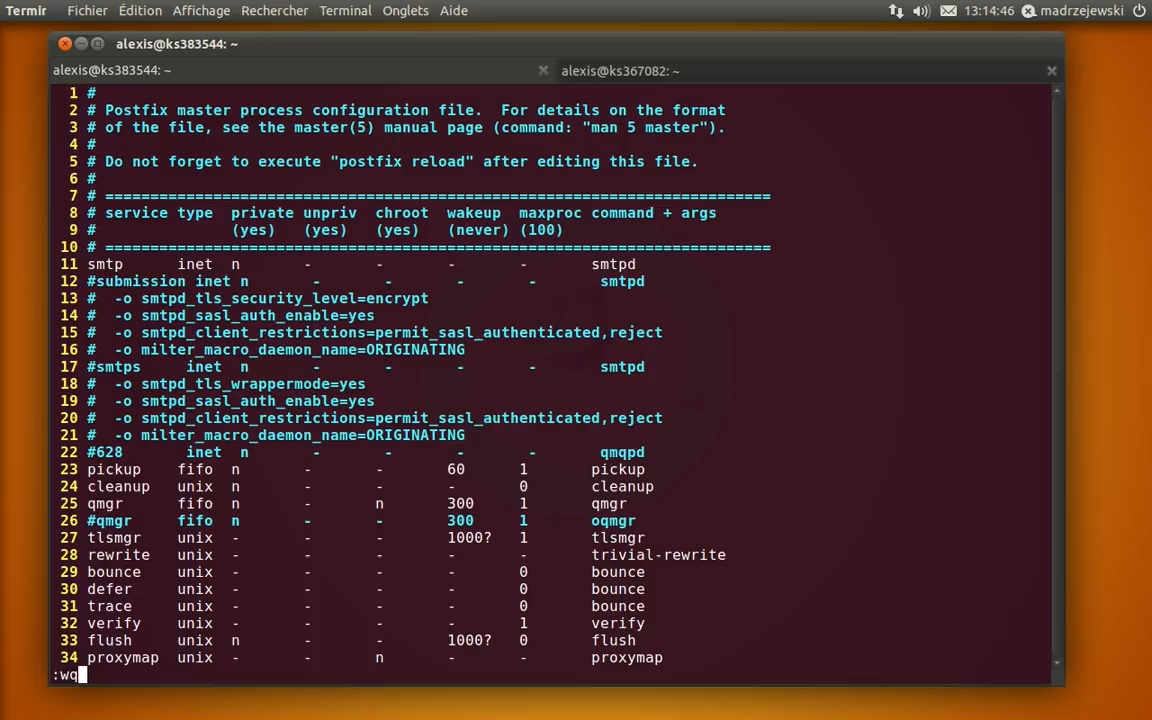 Termir Fichier Édition Affichage Rechercher Terminal Onglets Aide 13:14:46 madrzejewski
alexis@ks383544: ~
alexis@ks383544: ~ alexis@ks367082: ~
1 #
2 # Postfix master process configuration file.  For details on the format
3 # of the file, see the master(5) manual page (command: "man 5 master").
4 #
5 # Do not forget to execute "postfix reload" after editing this file.
6 #
7 # ==========================================================================
8 # service type  private unpriv  chroot  wakeup  maxproc command + args
9 #               (yes)   (yes)   (yes)   (never) (100)
10 # ==========================================================================
11 smtp      inet  n       -       -       -       -       smtpd
12 #submission inet n       -       -       -       -       smtpd
13 #  -o smtpd_tls_security_level=encrypt
14 #  -o smtpd_sasl_auth_enable=yes
15 #  -o smtpd_client_restrictions=permit_sasl_authenticated,reject
16 #  -o milter_macro_daemon_name=ORIGINATING
17 #smtps     inet  n       -       -       -       -       smtpd
18 #  -o smtpd_tls_wrappermode=yes
19 #  -o smtpd_sasl_auth_enable=yes
20 #  -o smtpd_client_restrictions=permit_sasl_authenticated,reject
21 #  -o milter_macro_daemon_name=ORIGINATING
22 #628       inet  n       -       -       -       -       qmqpd
23 pickup    fifo  n       -       -       60      1       pickup
24 cleanup   unix  n       -       -       -       0       cleanup
25 qmgr      fifo  n       -       n       300     1       qmgr
26 #qmgr     fifo  n       -       -       300     1       oqmgr
27 tlsmgr    unix  -       -       -       1000?   1       tlsmgr
28 rewrite   unix  -       -       -       -       -       trivial-rewrite
29 bounce    unix  -       -       -       -       0       bounce
30 defer     unix  -       -       -       -       0       bounce
31 trace     unix  -       -       -       -       0       bounce
32 verify    unix  -       -       -       -       1       verify
33 flush     unix  n       -       -       1000?   0       flush
34 proxymap  unix  -       -       n       -       -       proxymap
:wq